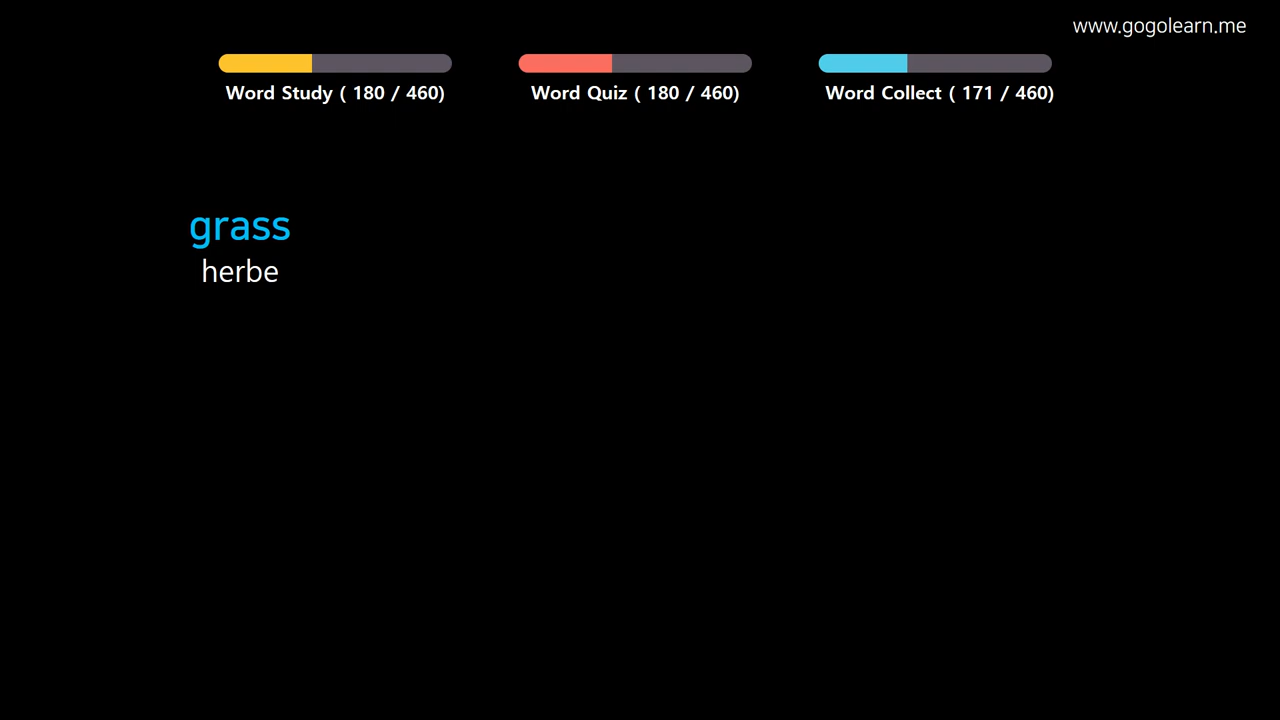 www.gogolearn.me
Word Study ( 180 / 460)
Word Quiz ( 180 / 460)
Word Collect ( 171 / 460)
grass
herbe